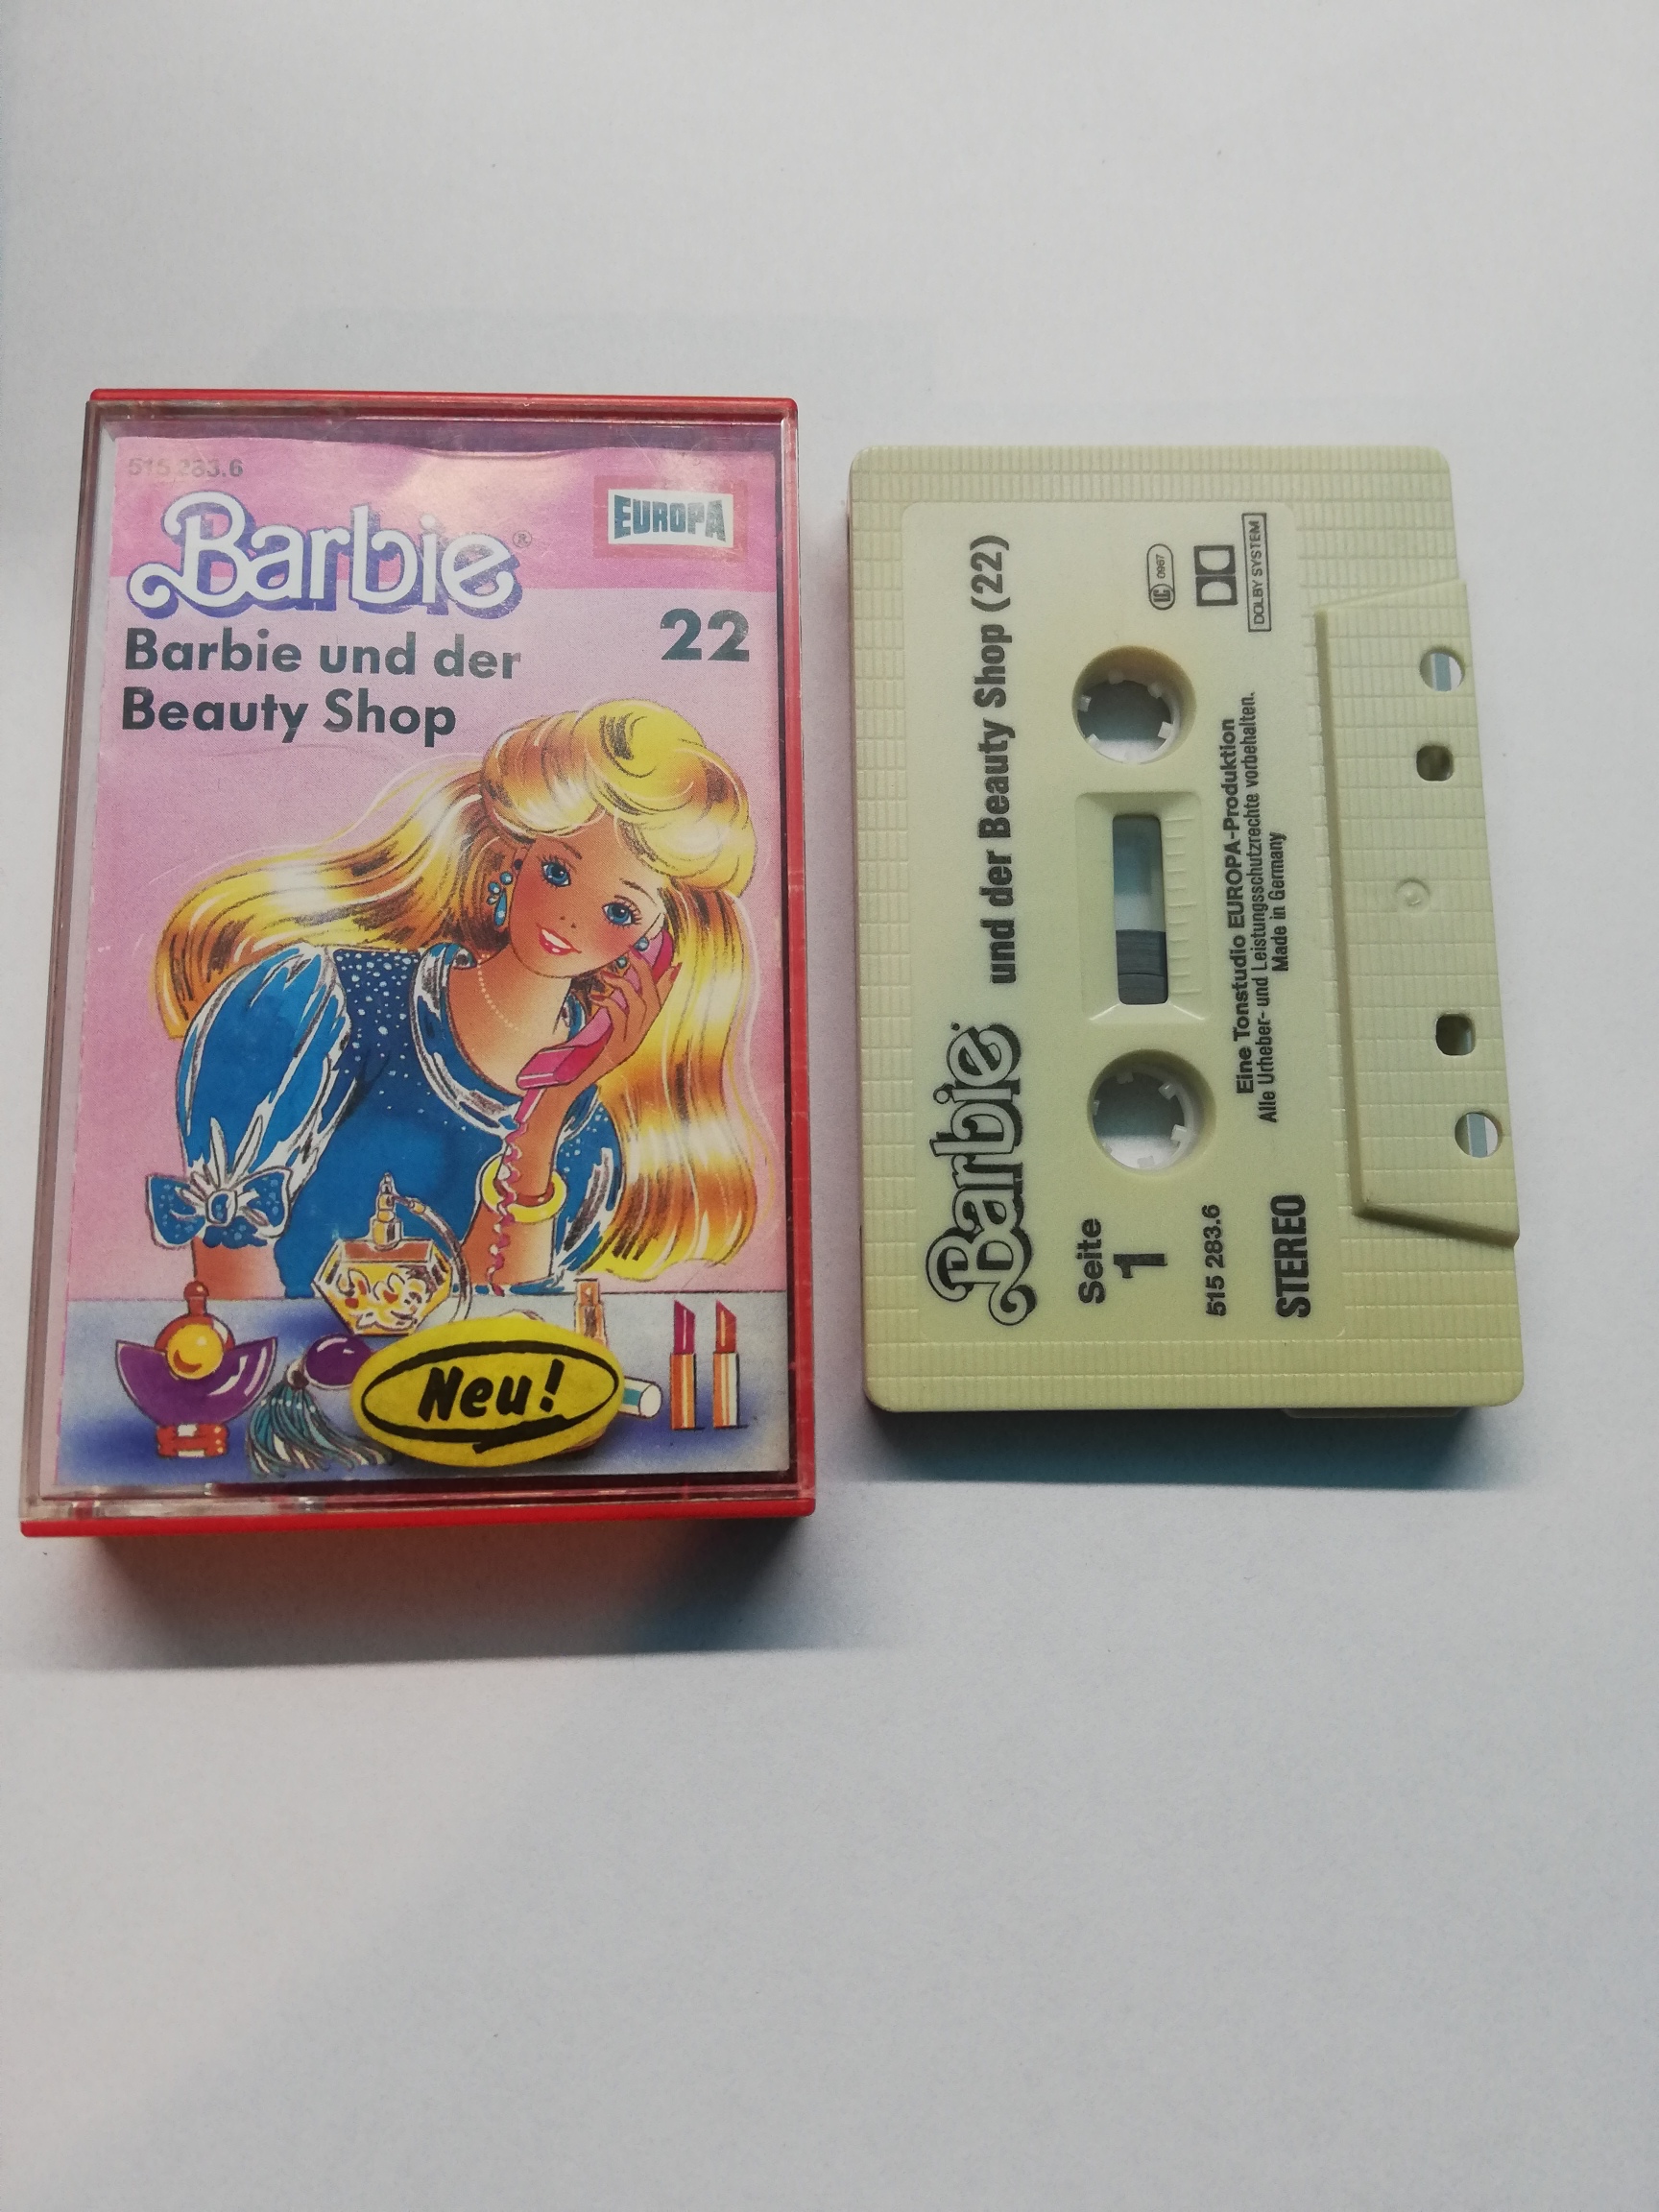 515 283.6
EUROPA
Barbie®
Barbie und der
Beauty Shop
22
Neu!
Barbie und der Beauty Shop (22)
Seite
1
LC 0967
515 283.6
STEREO
DOLBY SYSTEM
Eine Tonstudio EUROPA-Produktion
Alle Urheber- und Leistungsschutzrechte vorbehalten.
Made in Germany